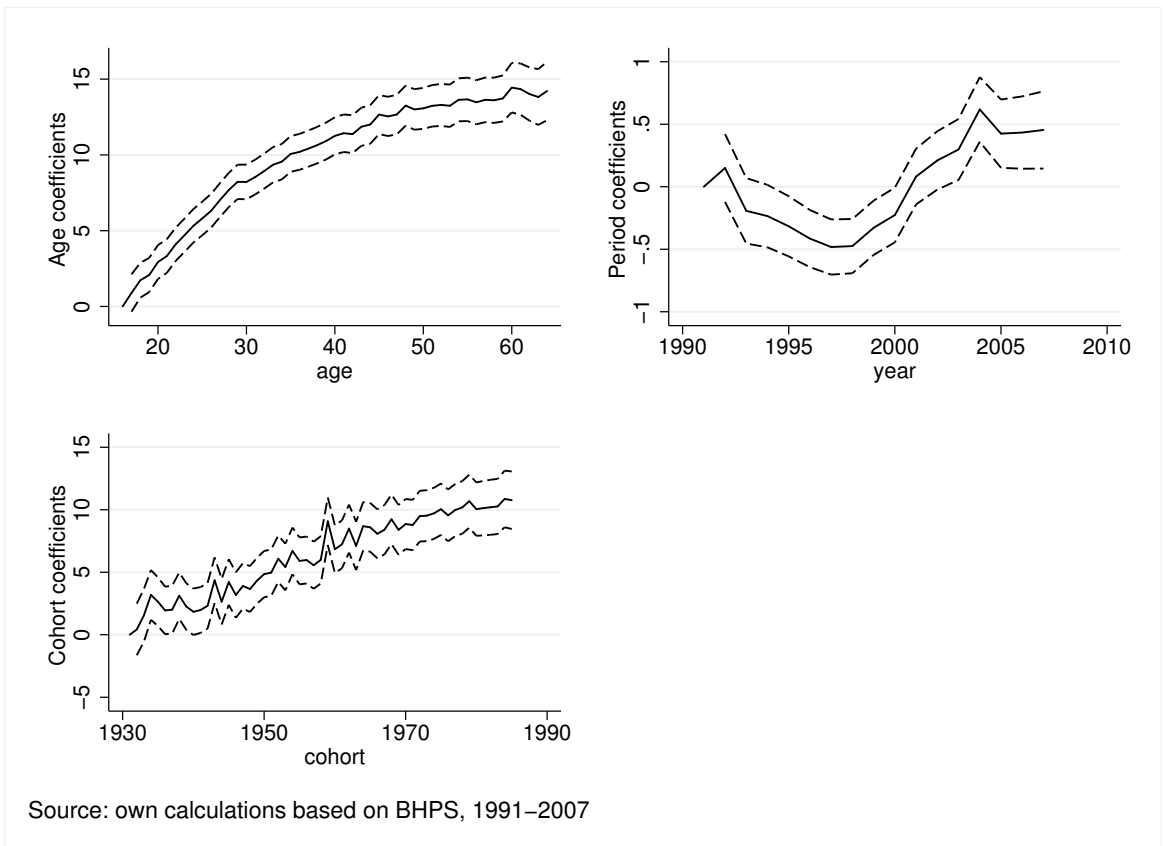 Age coefficients
15
10
5
0
20 30 40 50 60
age
Period coefficients
1
.5
0
−.5
−1
1990 1995 2000 2005 2010
year
Cohort coefficients
15
10
5
0
−5
1930 1950 1970 1990
cohort
Source: own calculations based on BHPS, 1991−2007